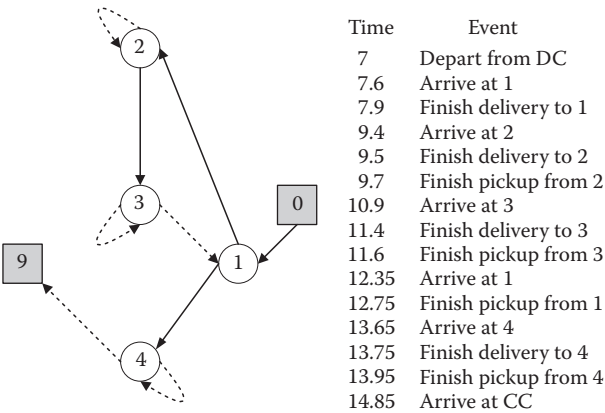 2
3
0
1
9
4
Time Event
7 Depart from DC
7.6 Arrive at 1
7.9 Finish delivery to 1
9.4 Arrive at 2
9.5 Finish delivery to 2
9.7 Finish pickup from 2
10.9 Arrive at 3
11.4 Finish delivery to 3
11.6 Finish pickup from 3
12.35 Arrive at 1
12.75 Finish pickup from 1
13.65 Arrive at 4
13.75 Finish delivery to 4
13.95 Finish pickup from 4
14.85 Arrive at CC